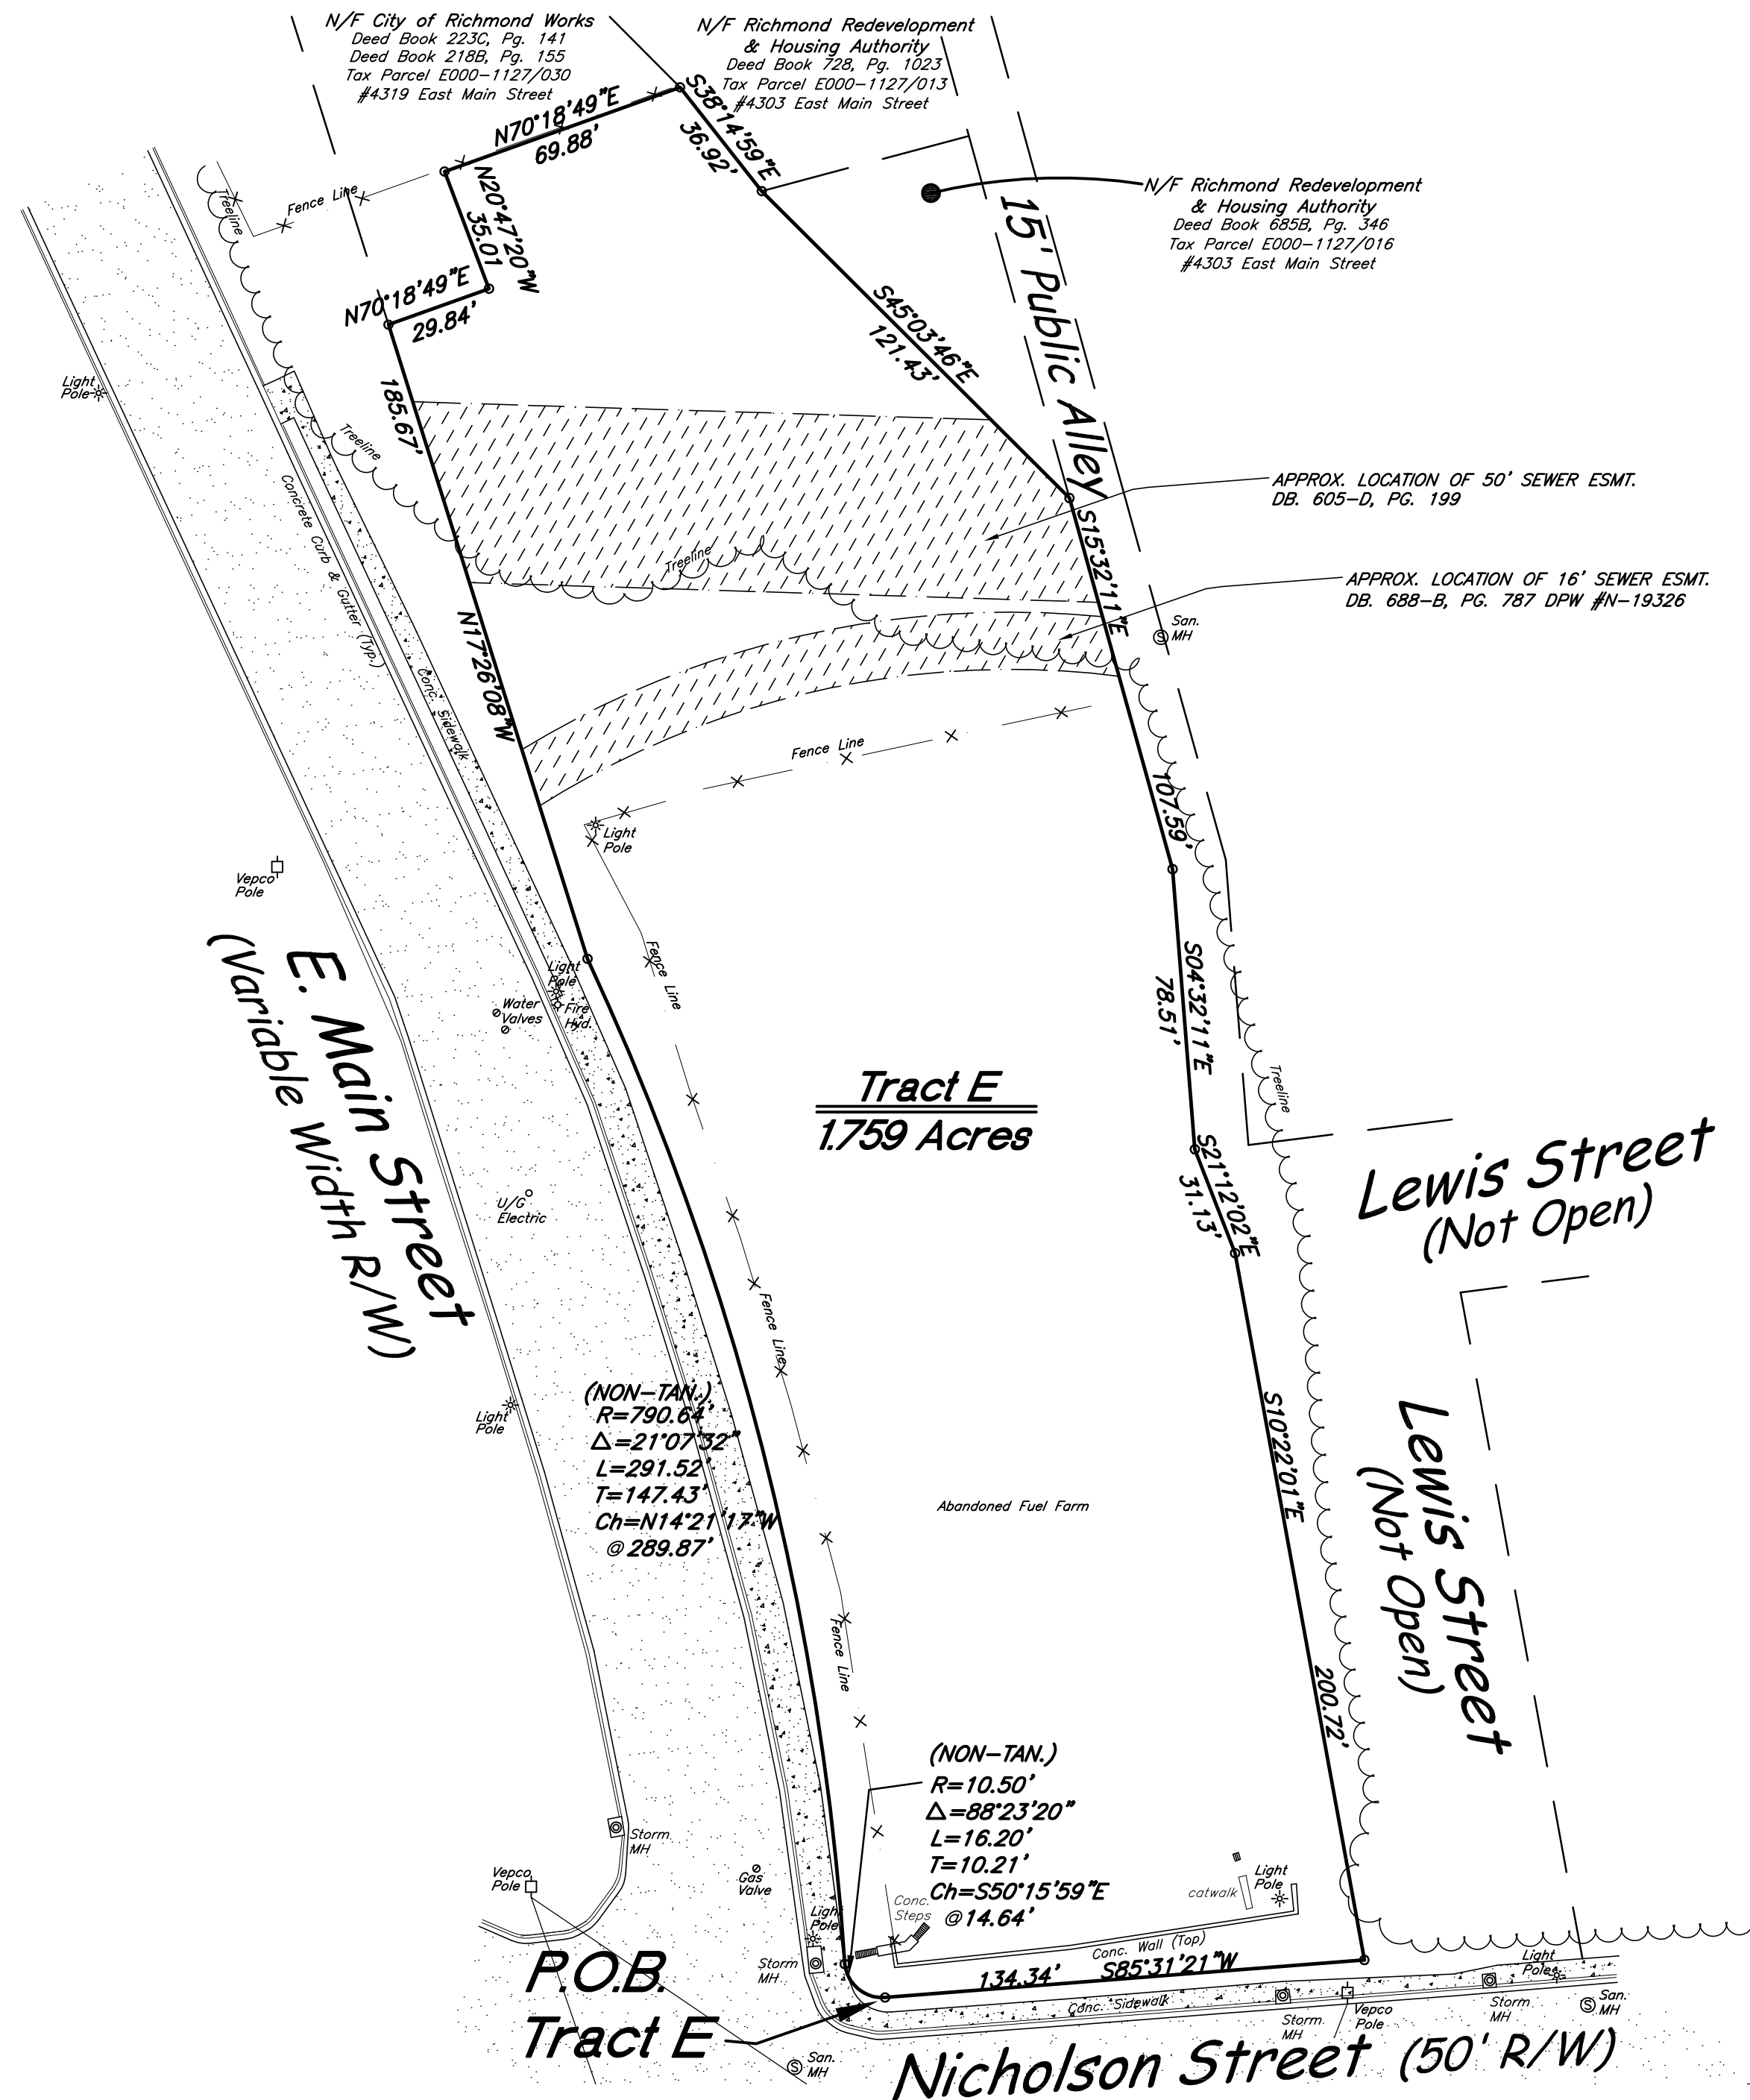 N/F City of Richmond Works
Deed Book 223C, Pg. 141
Deed Book 218B, Pg. 155
Tax Parcel E000-1127/030
#4319 East Main Street
N/F Richmond Redevelopment
& Housing Authority
Deed Book 728, Pg. 1023
Tax Parcel E000-1127/013
#4303 East Main Street
N70°18'49"E
69.88'
S38°14'59"E
36.92'
N/F Richmond Redevelopment
& Housing Authority
Deed Book 685B, Pg. 346
Tax Parcel E000-1127/016
#4303 East Main Street
Treeline
Fence Line
N20°47'20"W
35.01
N70°18'49"E
29.84'
15' Public Alley
S45°03'46"E
121.43'
Light
Pole
185.67'
Treeline
Concrete Curb & Gutter (Typ.)
APPROX. LOCATION OF 50' SEWER ESMT.
DB. 605-D, PG. 199
Treeline
S15°32'11"E
APPROX. LOCATION OF 16' SEWER ESMT.
DB. 688-B, PG. 787 DPW #N-19326
San.
MH
S
N17°26'08"W
Conc. Sidewalk
Fence Line
107.59'
Light
Pole
Vepco
Pole
E. Main Street
(Variable Width R/W)
Fence Line
Light
Pole
Fire
Hyd.
Water
Valves
S04°32'11"E
78.51'
Treeline
Tract E
1.759 Acres
S21°12'02"E
31.13'
Lewis Street
(Not Open)
U/G
Electric
Fence Line
(NON-TAN.)
R=790.64'
Δ=21°07'32"
L=291.52'
T=147.43'
Ch=N14°21'17"W
@ 289.87'
Light
Pole
S10°22'01"E
200.72'
Lewis Street
(Not Open)
Abandoned Fuel Farm
Fence Line
(NON-TAN.)
R=10.50'
Δ=88°23'20"
L=16.20'
T=10.21'
Ch=S50°15'59"E
@14.64'
Storm
MH
Vepco
Pole
Gas
Valve
Light
Pole
Conc.
Steps
catwalk
Light
Pole
Conc. Wall (Top)
134.34'
S85°31'21"W
Storm
MH
Conc. Sidewalk
Light
Pole
P.O.B.
Tract E
Storm
MH
Vepco
Pole
Storm
MH
S
San.
MH
S
San.
MH
Nicholson Street (50' R/W)